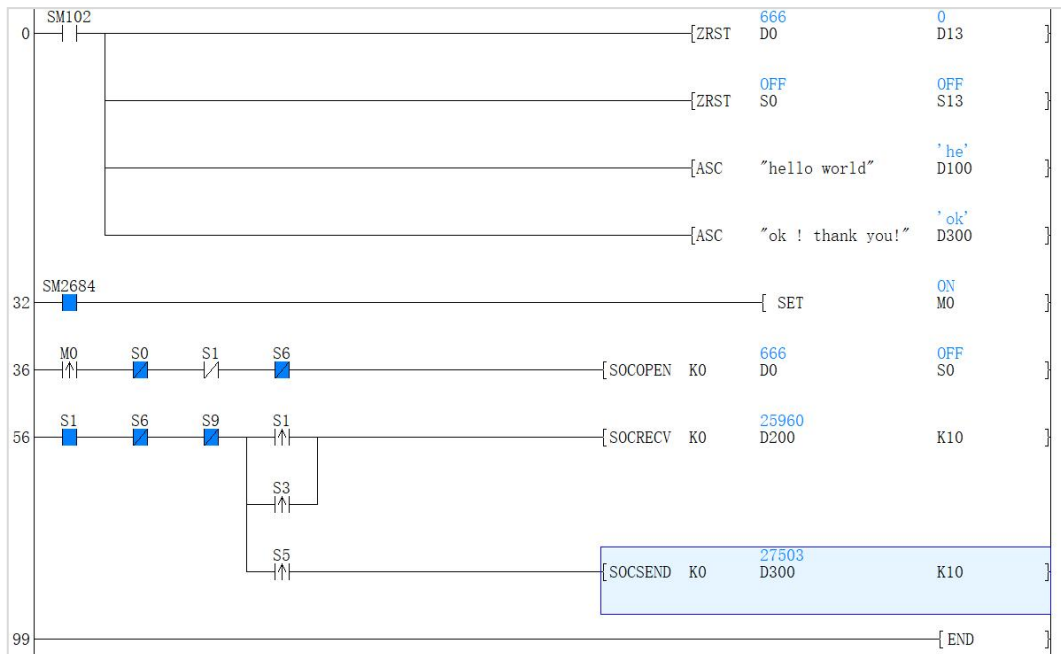 SM102 666 0
0 [ZRST D0 D13 ]
OFF OFF
[ZRST S0 S13 ]
'he'
[ASC "hello world" D100 ]
'ok'
[ASC "ok ! thank you!" D300 ]
SM2684 ON
32 [ SET M0 ]
M0 S0 S1 S6 666 OFF
36 [SOCOPEN K0 D0 S0 ]
S1 S6 S9 S1 25960
56 [SOCRECV K0 D200 K10 ]
S3
S5 27503
[SOCSEND K0 D300 K10 ]
99 [ END ]